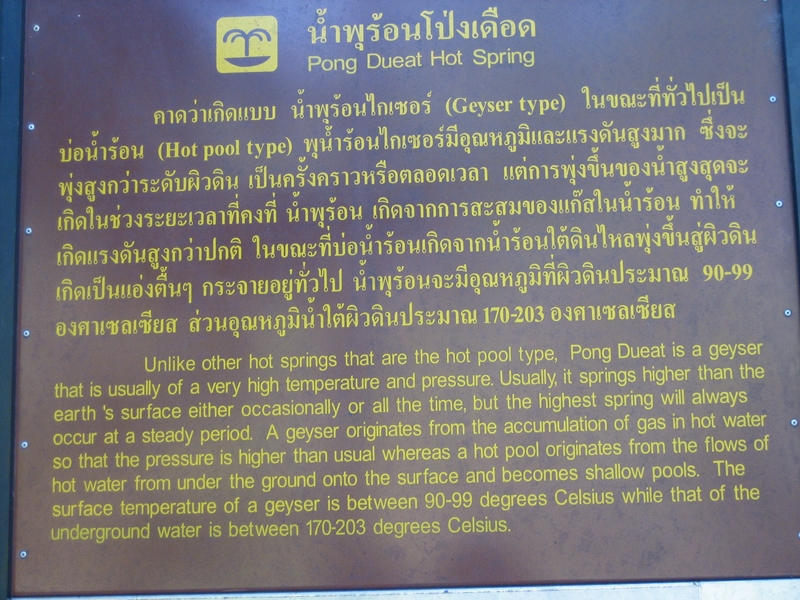 น้ำพุร้อนโป่งเดือด
Pong Dueat Hot Spring
คาดว่าเกิดแบบ น้ำพุร้อนไกเซอร์ (Geyser type) ในขณะที่ทั่วไปเป็น
บ่อน้ำร้อน (Hot pool type) พุน้ำร้อนไกเซอร์มีอุณหภูมิและแรงดันสูงมาก ซึ่งจะ
พุ่งสูงกว่าระดับผิวดิน เป็นครั้งคราวหรือตลอดเวลา แต่การพุ่งขึ้นของน้ำสูงสุดจะ
เกิดในช่วงระยะเวลาที่คงที่ น้ำพุร้อน เกิดจากการสะสมของแก๊สในน้ำร้อน ทำให้
เกิดแรงดันสูงกว่าปกติ ในขณะที่บ่อน้ำร้อนเกิดจากน้ำร้อนใต้ดินไหลพุ่งขึ้นสู่ผิวดิน
เกิดเป็นแอ่งตื้นๆ กระจายอยู่ทั่วไป น้ำพุร้อนจะมีอุณหภูมิที่ผิวดินประมาณ 90-99
องศาเซลเซียส ส่วนอุณหภูมิน้ำใต้ผิวดินประมาณ 170-203 องศาเซลเซียส
Unlike other hot springs that are the hot pool type, Pong Dueat is a geyser
that is usually of a very high temperature and pressure. Usually, it springs higher than the
earth 's surface either occasionally or all the time, but the highest spring will always
occur at a steady period. A geyser originates from the accumulation of gas in hot water
so that the pressure is higher than usual whereas a hot pool originates from the flows of
hot water from under the ground onto the surface and becomes shallow pools. The
surface temperature of a geyser is between 90-99 degrees Celsius while that of the
underground water is between 170-203 degrees Celsius.